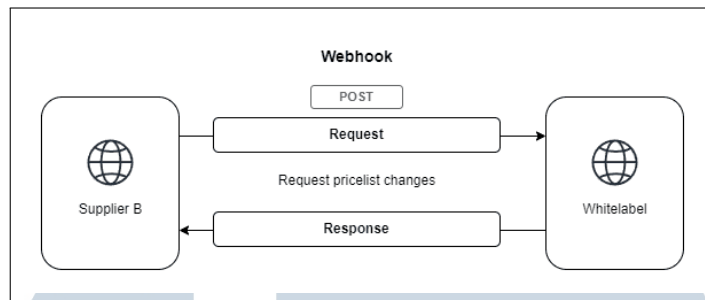 Webhook
POST
Request
Request pricelist changes
Supplier B
Whitelabel
Response